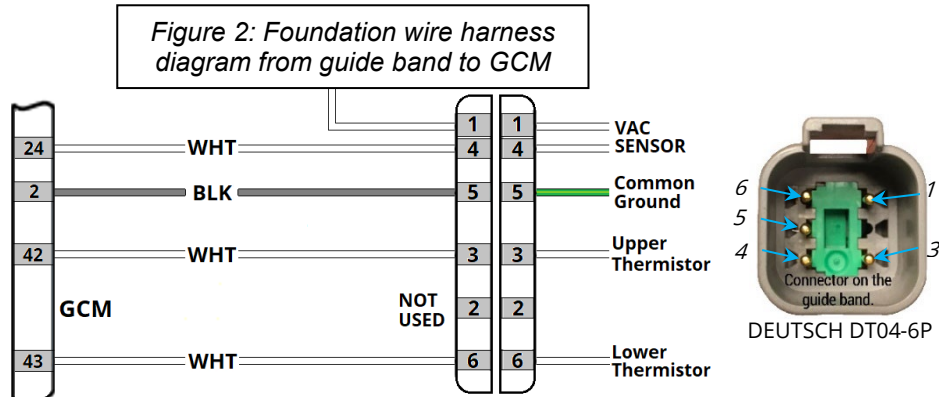 Figure 2: Foundation wire harness
diagram from guide band to GCM
24
WHT
4
1
1
4
VAC
SENSOR
2
BLK
5
5
Common
Ground
42
WHT
3
3
Upper
Thermistor
GCM
NOT
USED
2
2
43
WHT
6
6
Lower
Thermistor
6
1
5
4
3
Connector on the
guide band.
DEUTSCH DT04-6P